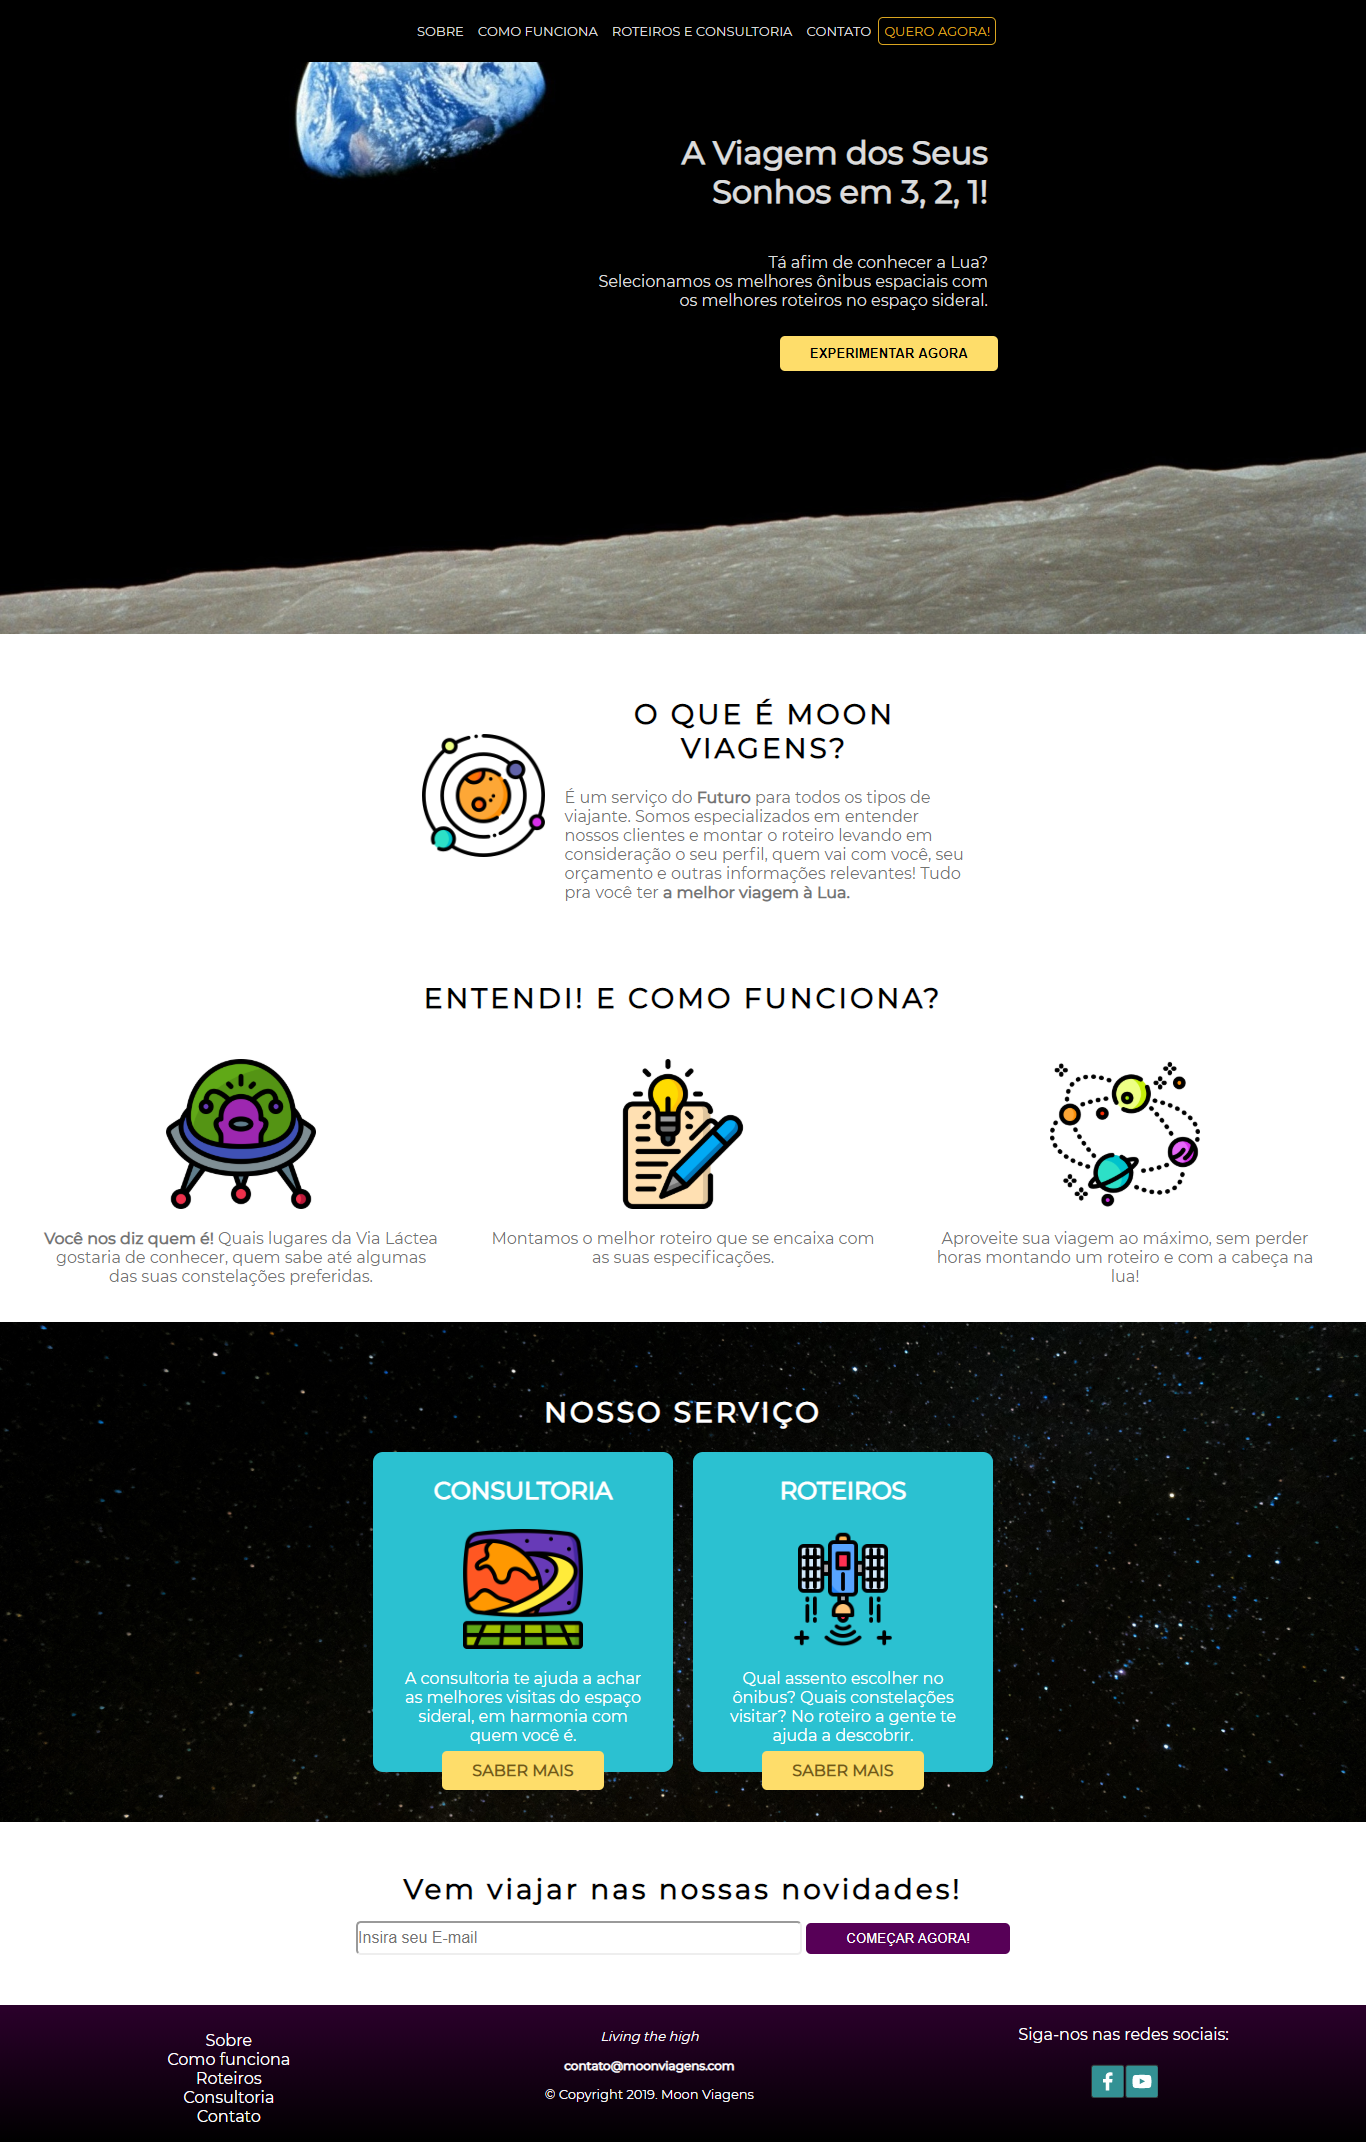 SOBRE COMO FUNCIONA ROTEIROS E CONSULTORIA CONTATO QUERO AGORA!
A Viagem dos Seus
Sonhos em 3, 2, 1!
Tá afim de conhecer a Lua?
Selecionamos os melhores ônibus espaciais com
os melhores roteiros no espaço sideral.
EXPERIMENTAR AGORA
O QUE É MOON
VIAGENS?
É um serviço do Futuro para todos os tipos de
viajante. Somos especializados em entender
nossos clientes e montar o roteiro levando em
consideração o seu perfil, quem vai com você, seu
orçamento e outras informações relevantes! Tudo
pra você ter a melhor viagem à Lua.
ENTENDI! E COMO FUNCIONA?
Você nos diz quem é! Quais lugares da Via Láctea
gostaria de conhecer, quem sabe até algumas
das suas constelações preferidas.
Montamos o melhor roteiro que se encaixa com
as suas especificações.
Aproveite sua viagem ao máximo, sem perder
horas montando um roteiro e com a cabeça na
lua!
NOSSO SERVIÇO
CONSULTORIA
A consultoria te ajuda a achar
as melhores visitas do espaço
sideral, em harmonia com
quem você é.
SABER MAIS
ROTEIROS
Qual assento escolher no
ônibus? Quais constelações
visitar? No roteiro a gente te
ajuda a descobrir.
SABER MAIS
Vem viajar nas nossas novidades!
Insira seu E-mail
COMEÇAR AGORA!
Sobre
Como funciona
Roteiros
Consultoria
Contato
Living the high
contato@moonviagens.com
© Copyright 2019. Moon Viagens
Siga-nos nas redes sociais: